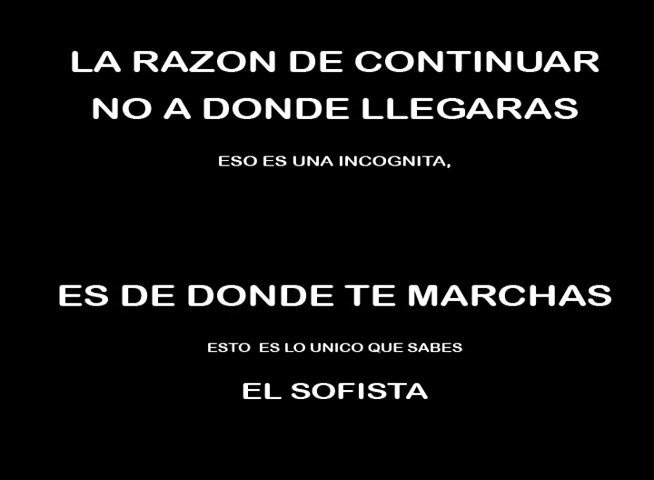 LA RAZON DE CONTINUAR
NO A DONDE LLEGARAS
ESO ES UNA INCOGNITA,
ES DE DONDE TE MARCHAS
ESTO ES LO UNICO QUE SABES
EL SOFISTA